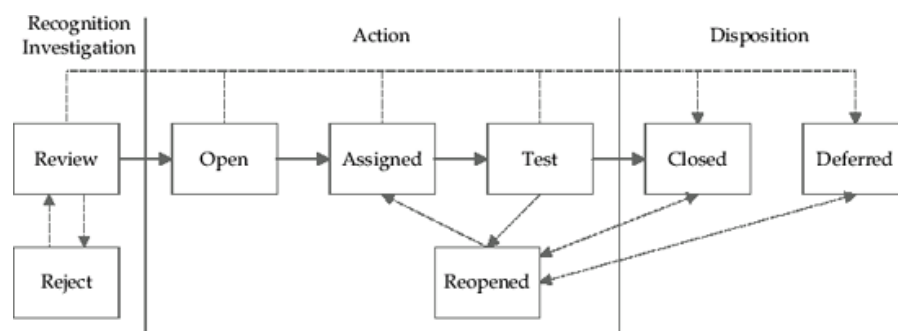 Recognition
Investigation
Action
Disposition
Review
Open
Assigned
Test
Closed
Deferred
Reject
Reopened